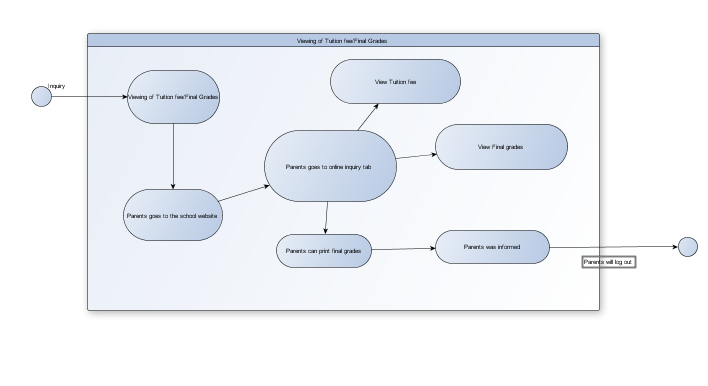 Viewing of Tuition fee/Final Grades
Inquiry
Viewing of Tuition fee/Final Grades
View Tuition fee
View Final grades
Parents goes to online inquiry tab
Parents goes to the school website
Parents can print final grades
Parents was informed
Parents will log out